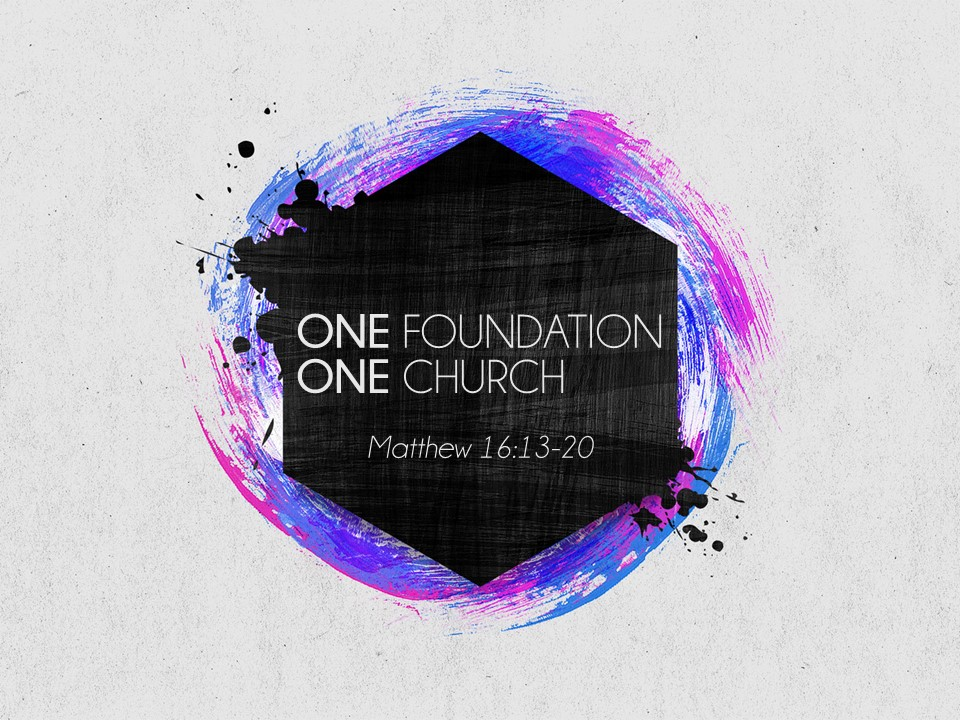 ONE FOUNDATION
ONE CHURCH
Matthew 16:13-20